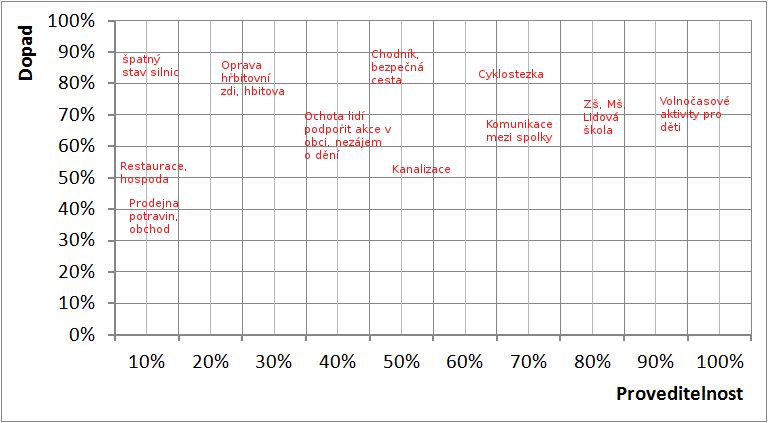 Dopad
100%
90%
80%
70%
60%
50%
40%
30%
20%
10%
0%
špatný
stav silnic
Oprava
hřbitovní
zdi, hbitova
Chodník,
bezpečná
cesta
Cyklostezka
Ochota lidí
podpořit akce v
obci, nezájem
o dění
Komunikace
mezi spolky
Zš, Mš,
Lidová
škola
Volnočasové
aktivity pro
děti
Restaurace,
hospoda
Kanalizace
Prodejna
potravin,
obchod
10% 20% 30% 40% 50% 60% 70% 80% 90% 100%
Proveditelnost